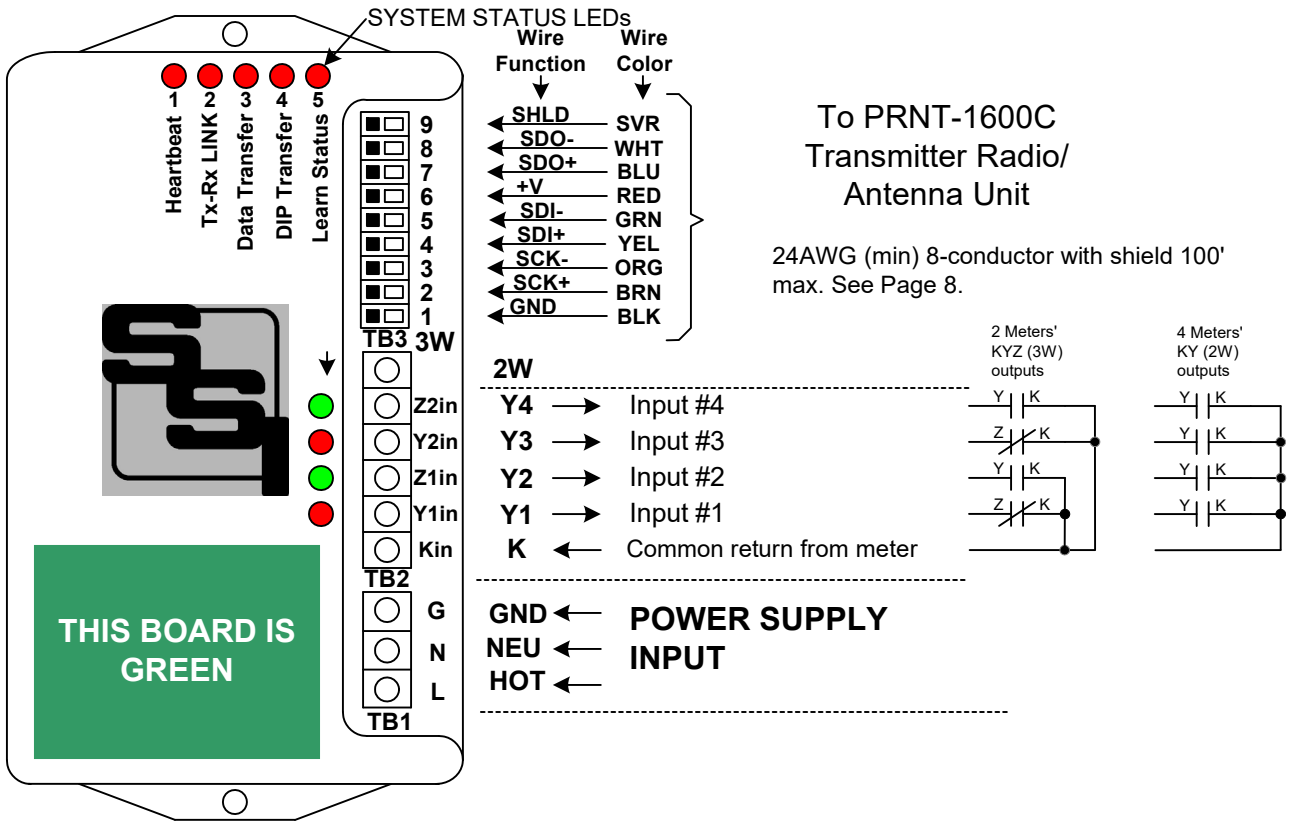 SYSTEM STATUS LEDs
1 2 3 4 5
Heartbeat
Tx-Rx LINK
Data Transfer
DIP Transfer
Learn Status
Wire Function
Wire Color
9 SHLD SVR
8 SDO- WHT
7 SDO+ BLU
6 +V RED
5 SDI- GRN
4 SDI+ YEL
3 SCK- ORG
2 SCK+ BRN
1 GND BLK
To PRNT-1600C
Transmitter Radio/
Antenna Unit
24AWG (min) 8-conductor with shield 100'
max. See Page 8.
TB3 3W
2W
SSI
Z2in Y4 Input #4
Y2in Y3 Input #3
Z1in Y2 Input #2
Y1in Y1 Input #1
Kin K Common return from meter
TB2
2 Meters'
KYZ (3W)
outputs
Y K
Z K
Y K
Z K
4 Meters'
KY (2W)
outputs
Y K
Y K
Y K
Y K
G GND
N NEU
L HOT
POWER SUPPLY
INPUT
TB1
THIS BOARD IS
GREEN